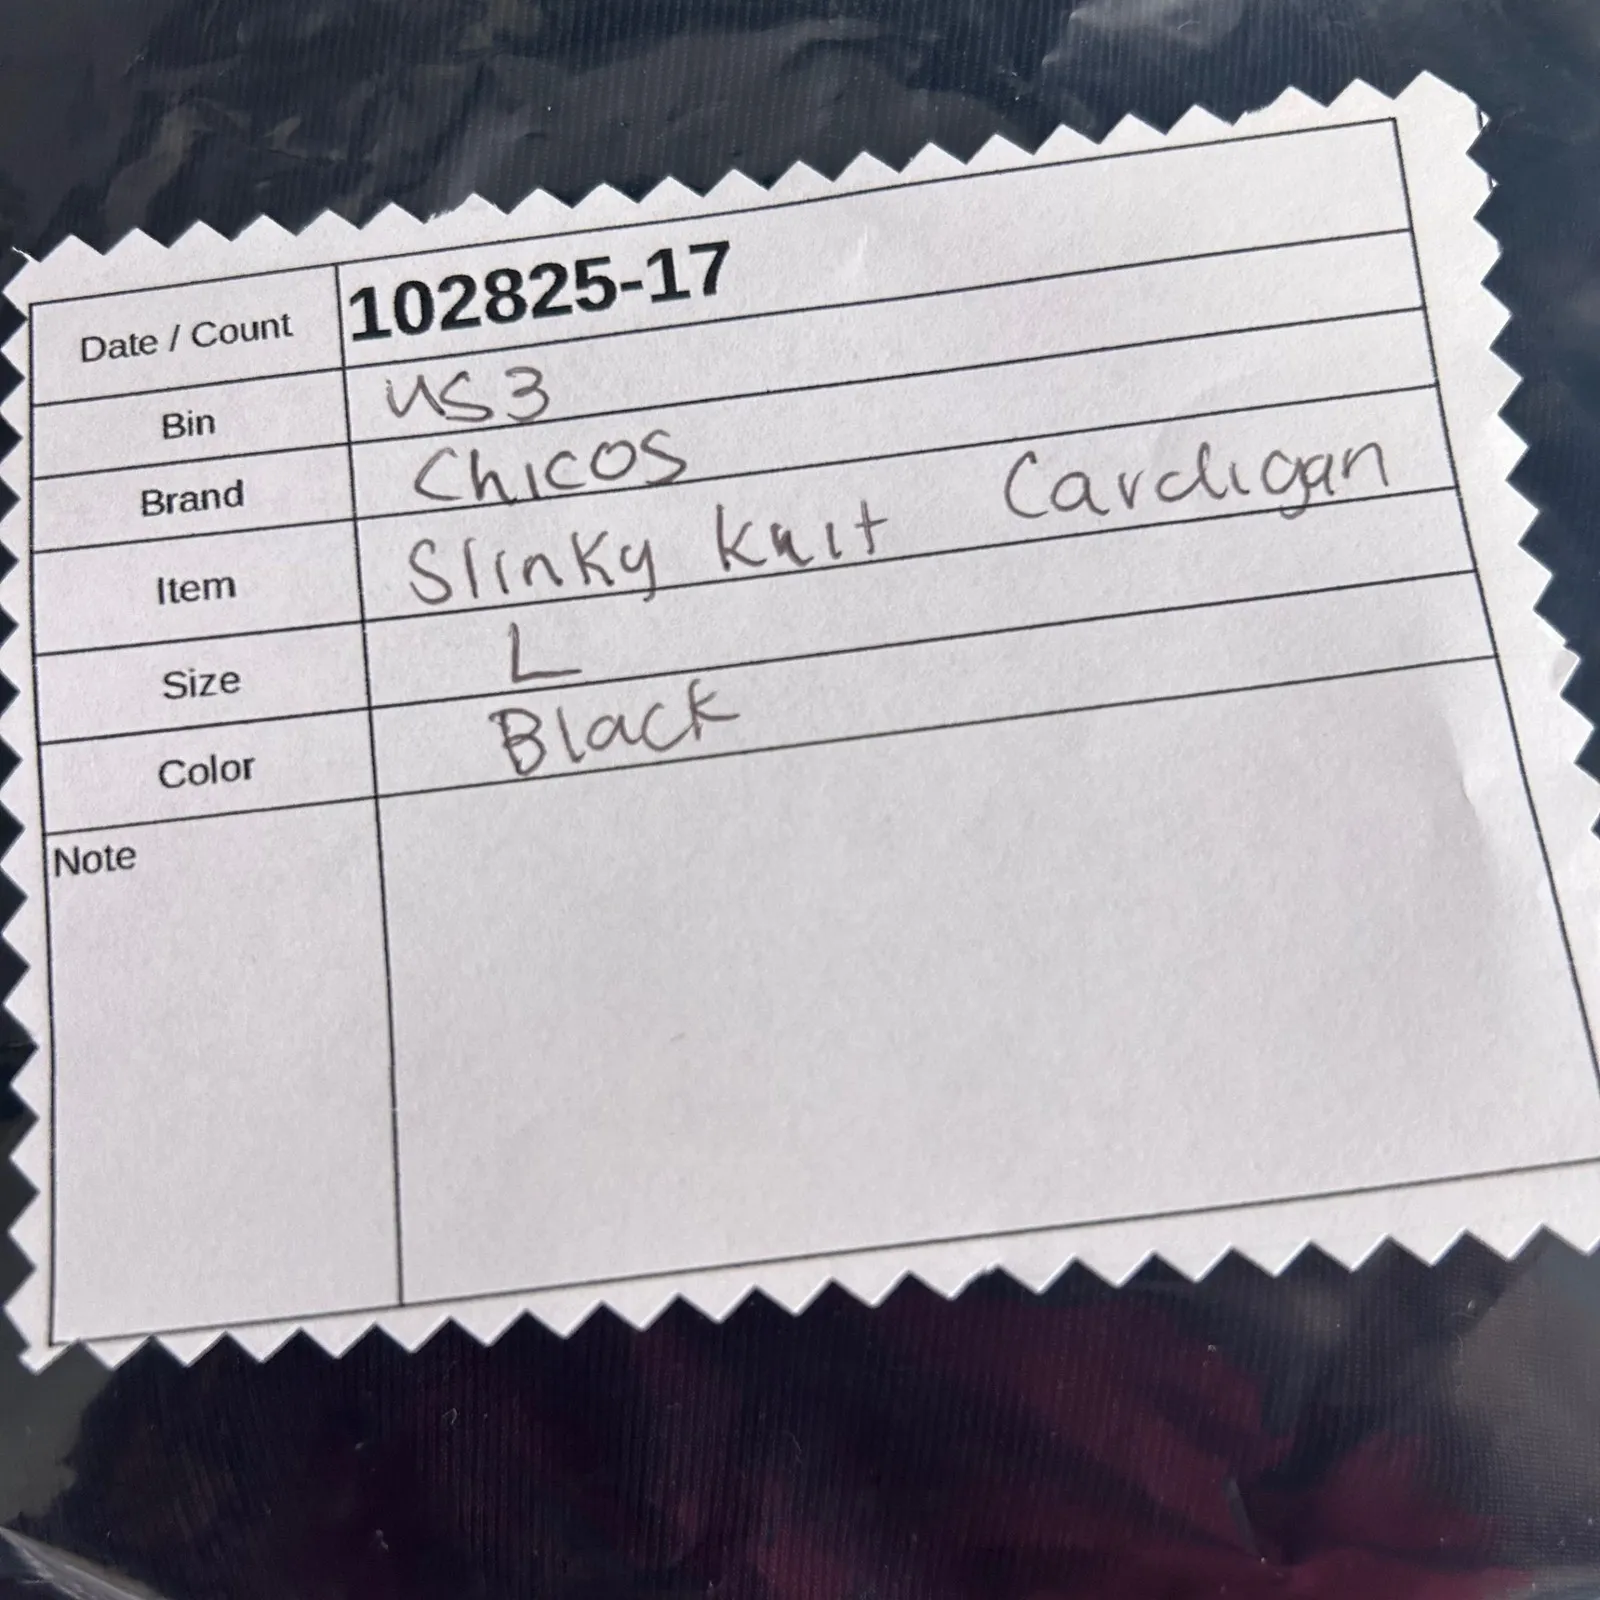 Date / Count 102825-17
Bin US3
Brand Chicos
Item Slinky Knit Cardigan
Size L
Color Black
Note